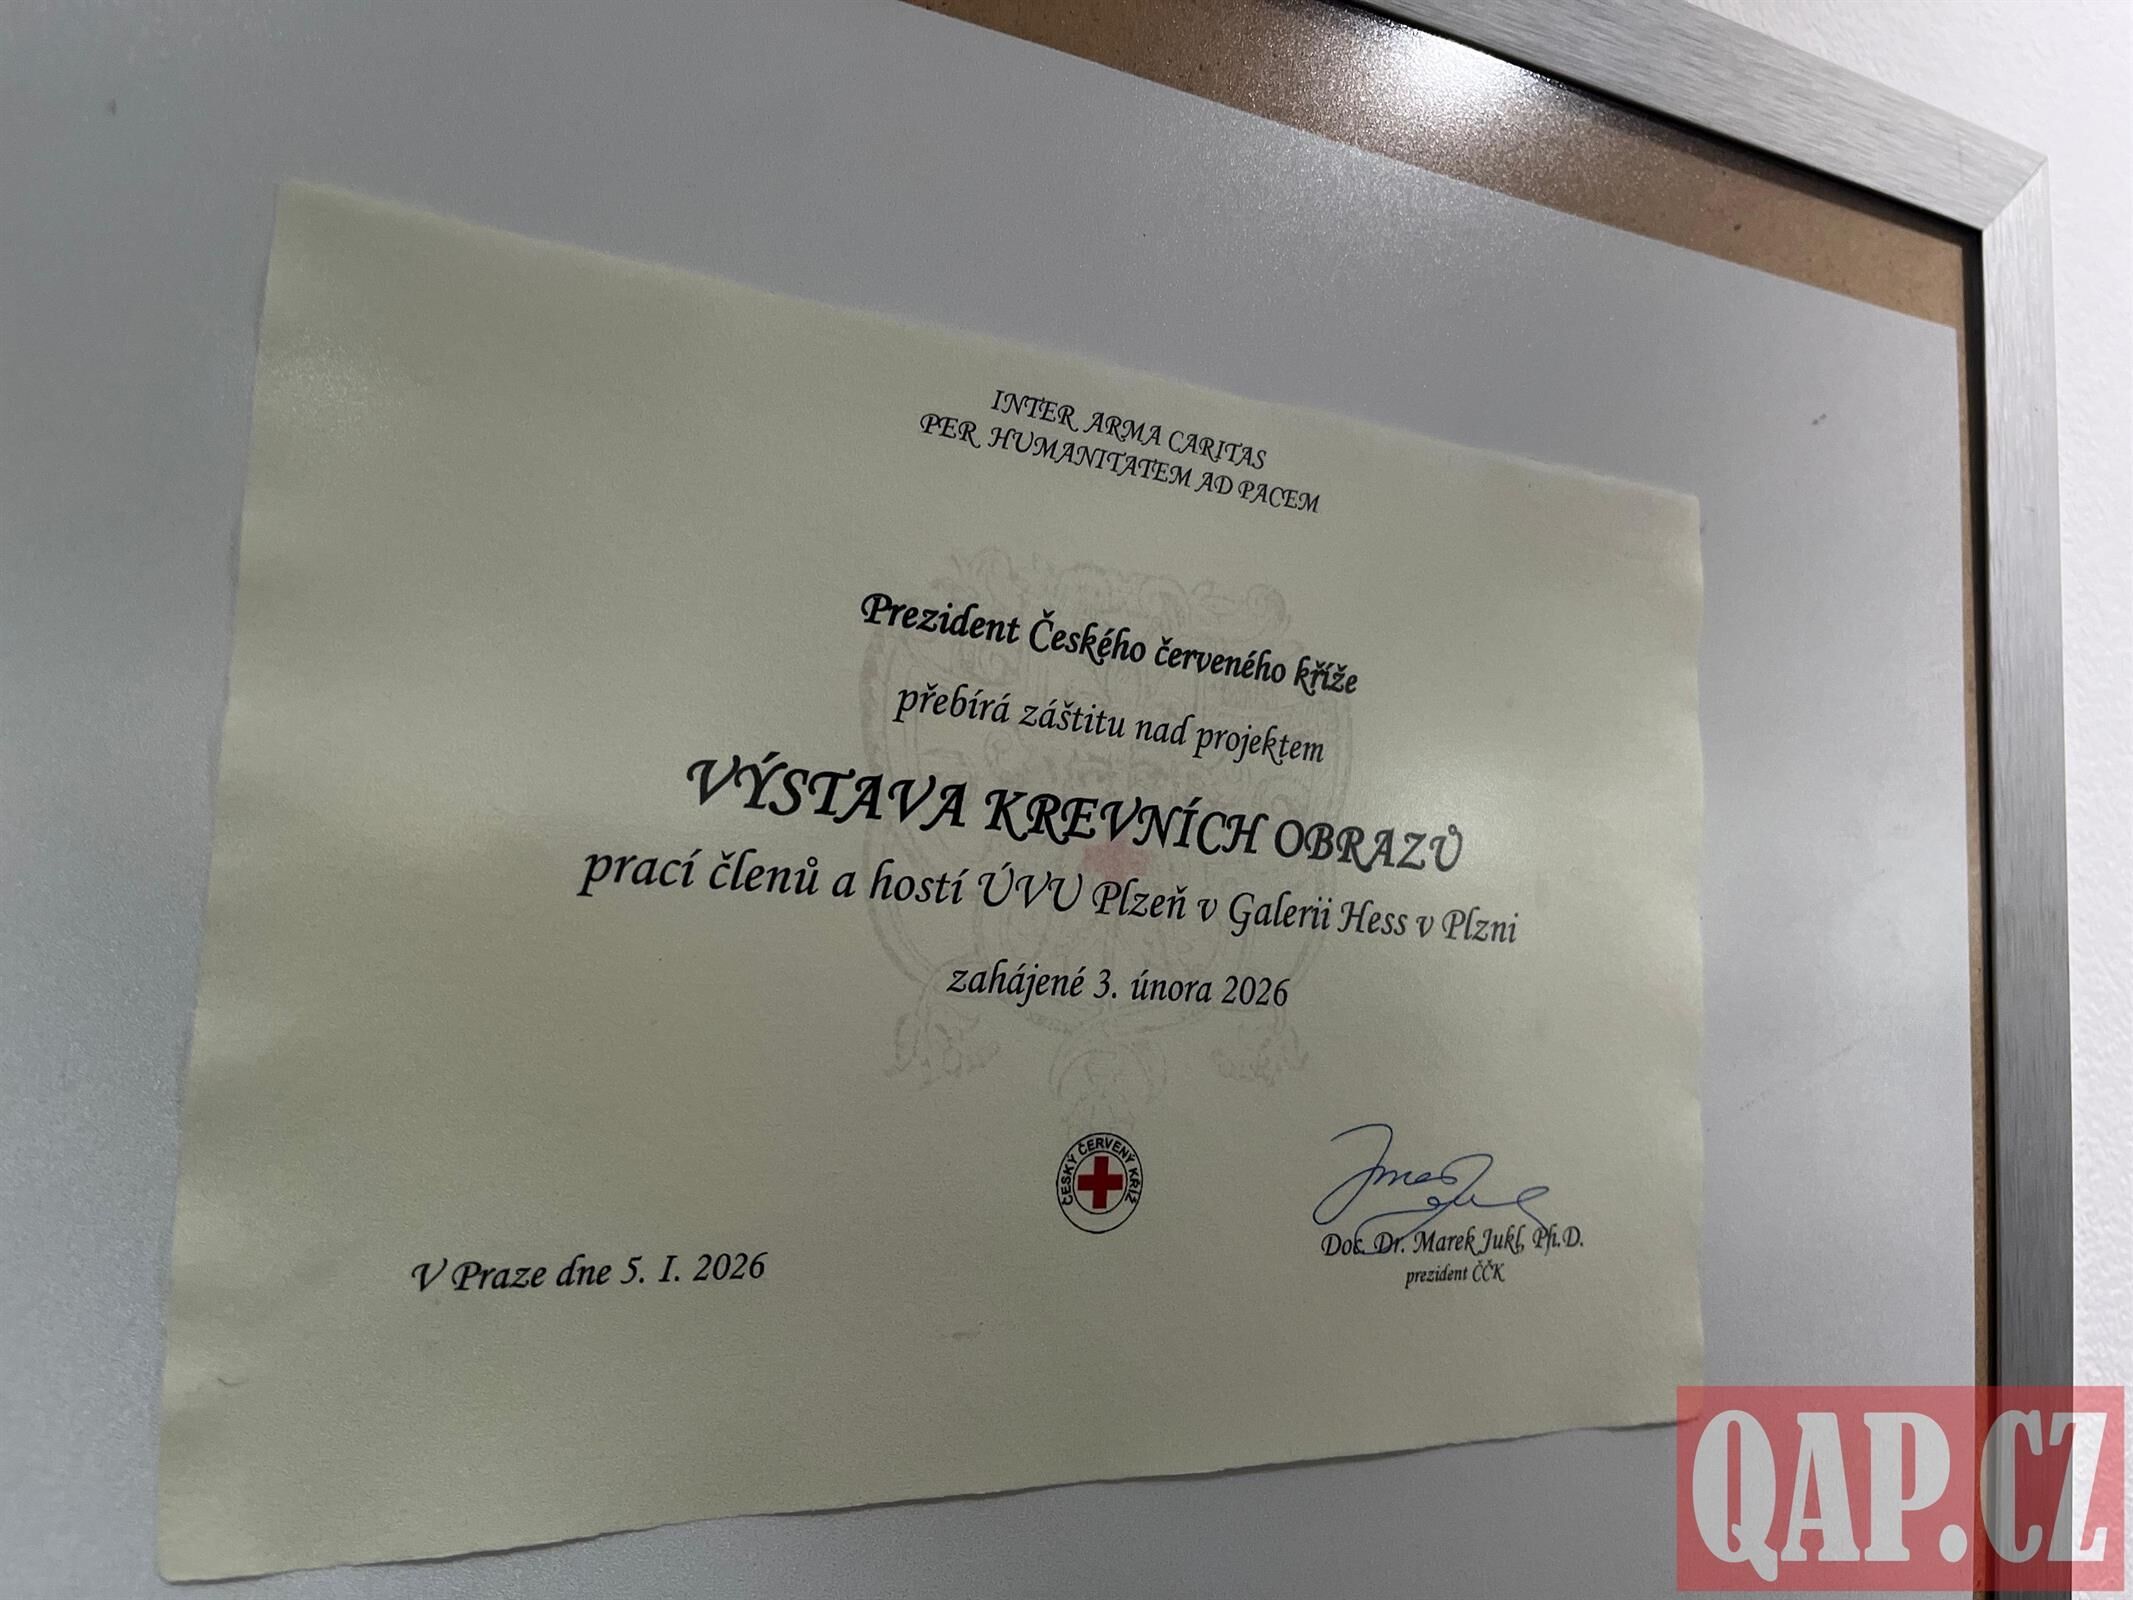 INTER ARMA CARITAS
PER HUMANITATEM AD PACEM
Prezident Českého červeného kříže
přebírá záštitu nad projektem
VÝSTAVA KREVNÍCH OBRAZŮ
prací členů a hostí ÚVU Plzeň v Galerii Hess v Plzni
zahájené 3. února 2026
ČESKÝ ČERVENÝ KŘÍŽ
Doc. Dr. Marek Jukl, Ph.D.
prezident ČČK
V Praze dne 5. I. 2026
QAP.CZ